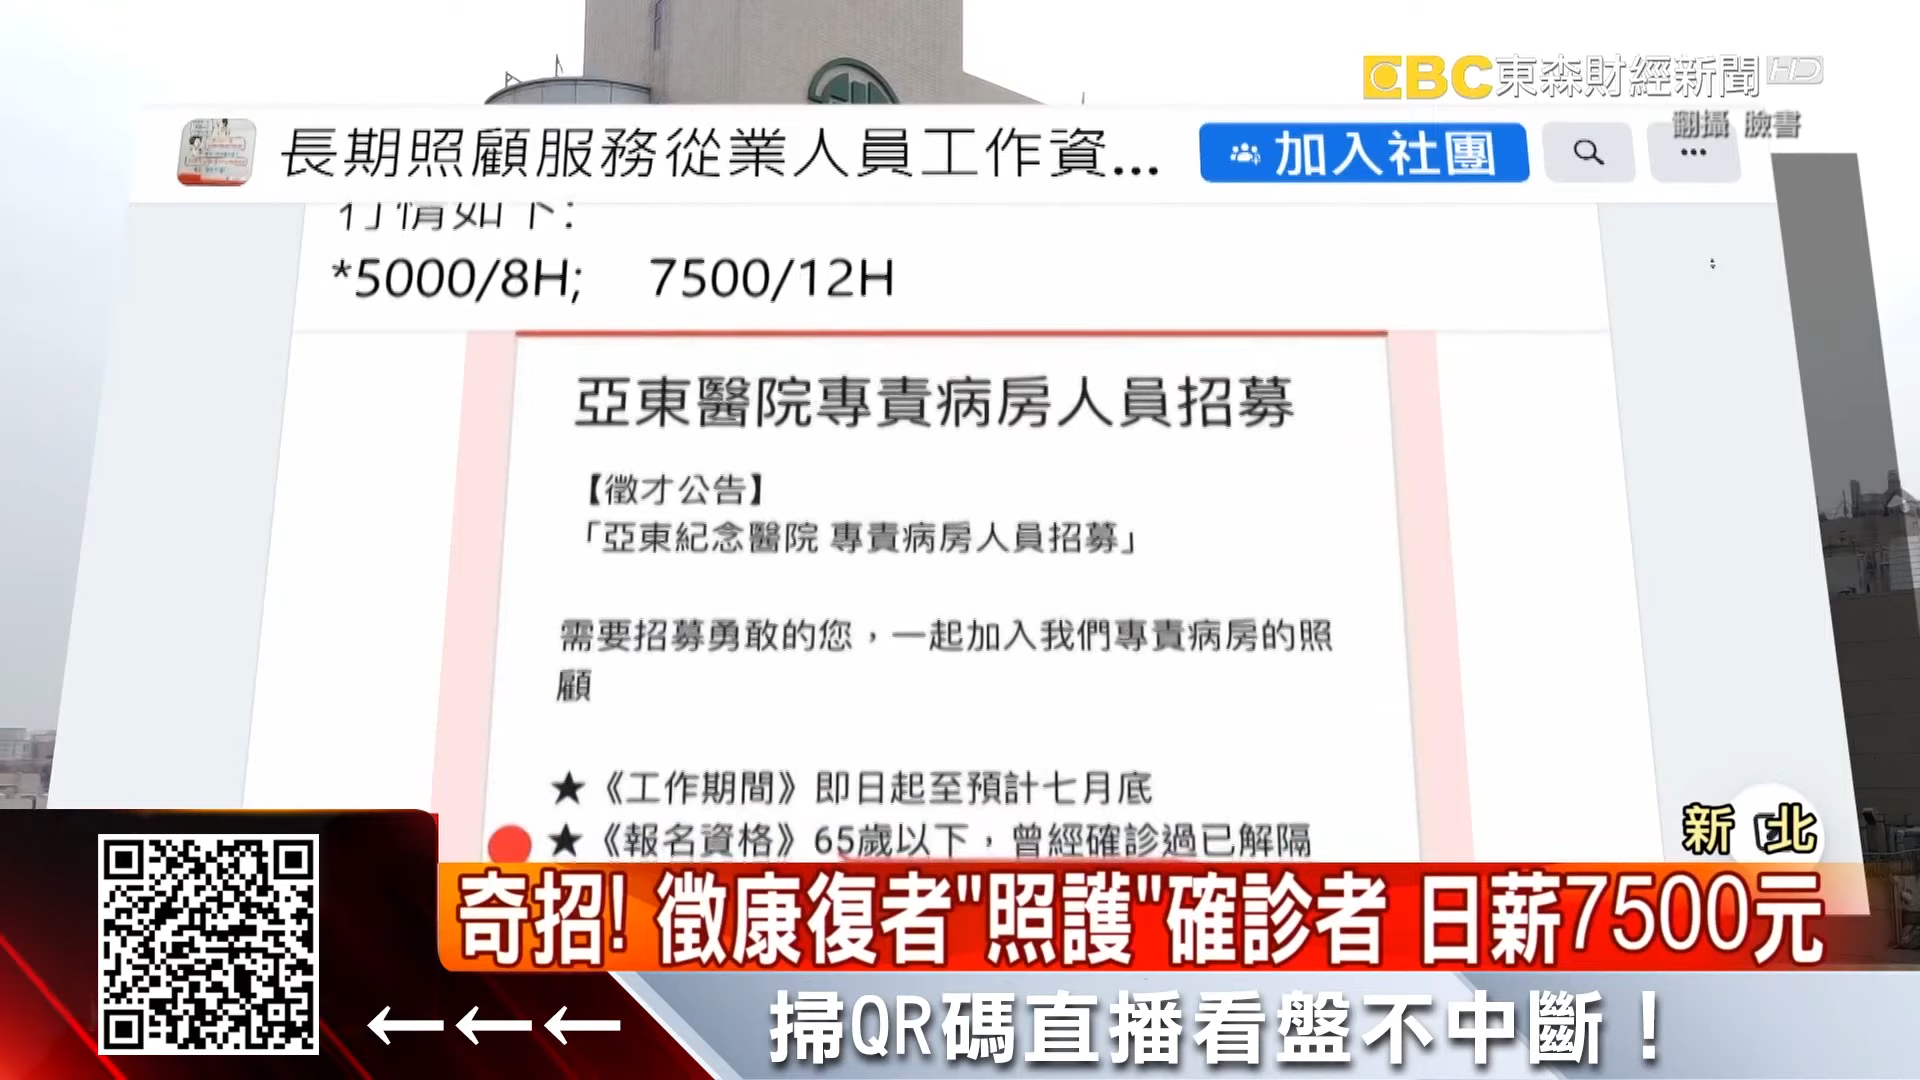 EBC東森財經新聞HD
翻攝 臉書
長期照顧服務從業人員工作資...
加入社團
行情如下:
*5000/8H; 7500/12H
亞東醫院專責病房人員招募
【徵才公告】
「亞東紀念醫院 專責病房人員招募」
需要招募勇敢的您，一起加入我們專責病房的照
顧
★《工作期間》即日起至預計七月底
★《報名資格》65歲以下，曾經確診過已解隔
新北
奇招! 徵康復者"照護"確診者 日薪7500元
←←← 掃QR碼直播看盤不中斷！